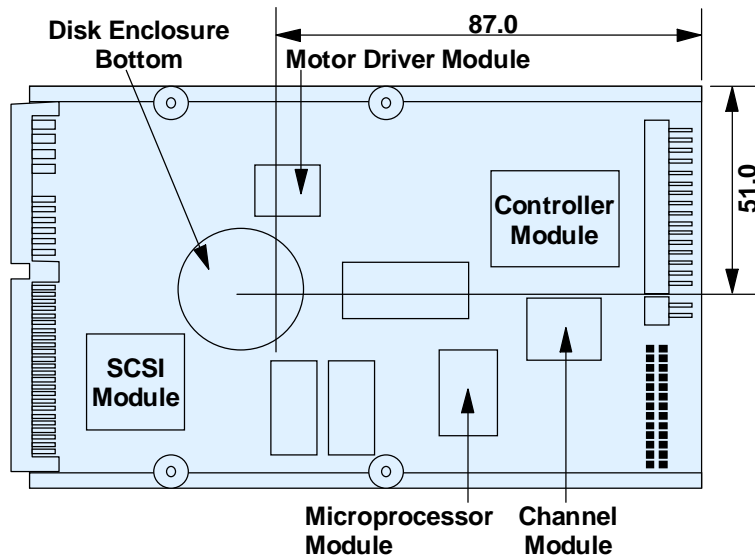 87.0
Disk Enclosure
Bottom
Motor Driver Module
51.0
Controller
Module
SCSI
Module
Microprocessor
Module
Channel
Module